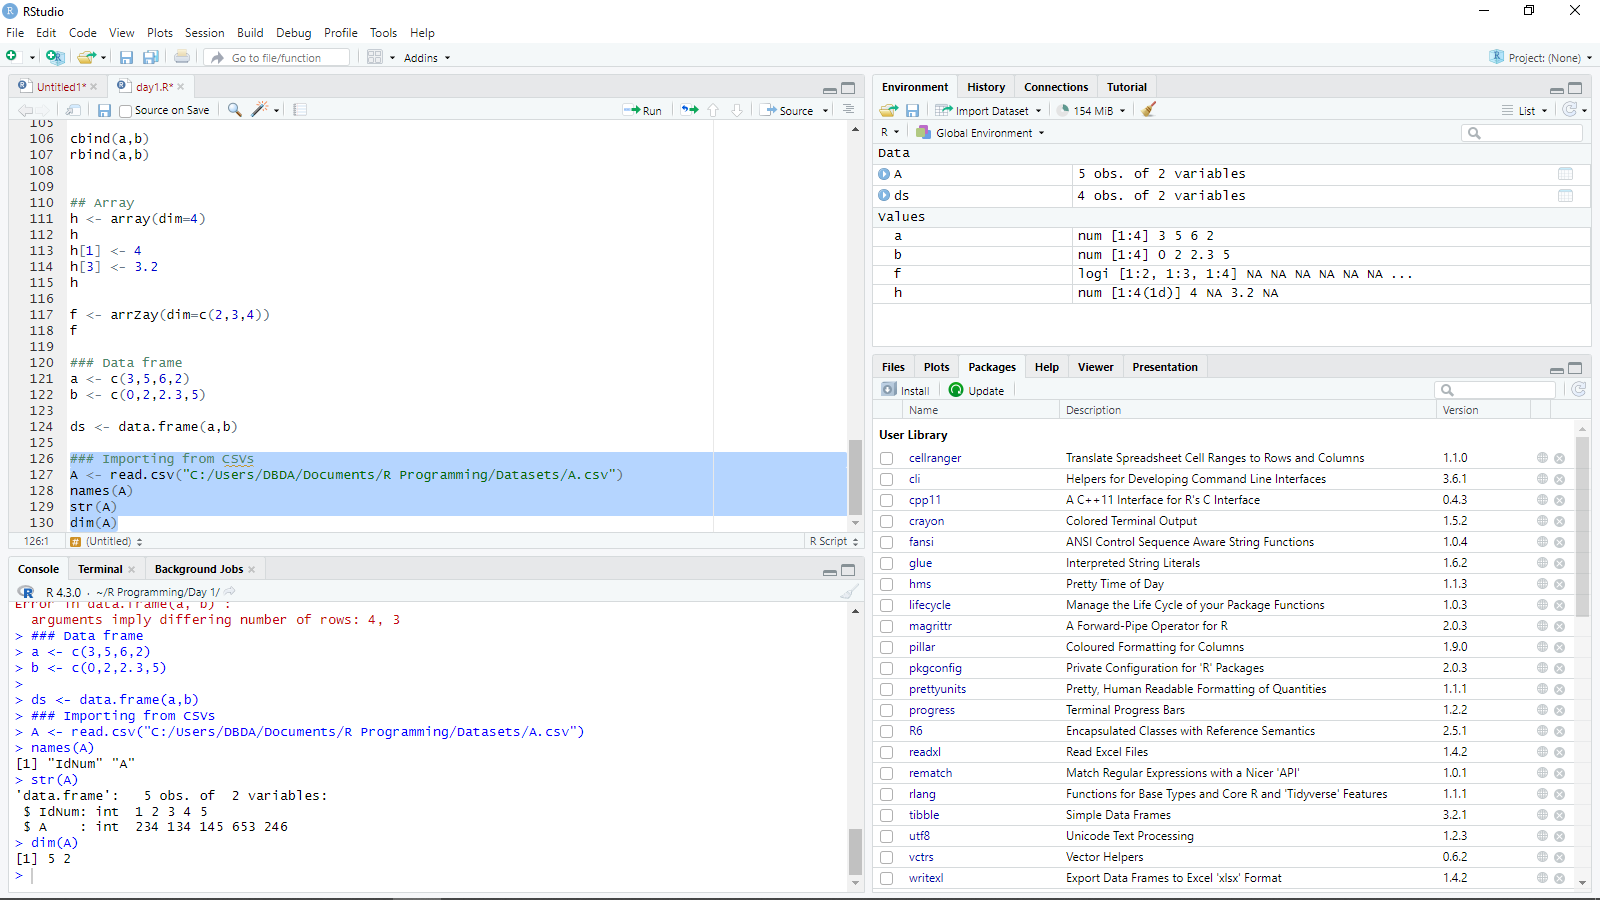 RStudio
File Edit Code View Plots Session Build Debug Profile Tools Help
Go to file/function Addins Project: (None)
Untitled1* day1.R*
Source on Save Run Source
105
106 cbind(a,b)
107 rbind(a,b)
108
109
110 ## Array
111 h <- array(dim=4)
112 h
113 h[1] <- 4
114 h[3] <- 3.2
115 h
116
117 f <- arrZay(dim=c(2,3,4))
118 f
119
120 ### Data frame
121 a <- c(3,5,6,2)
122 b <- c(0,2,2.3,5)
123
124 ds <- data.frame(a,b)
125
126 ### Importing from CSVs
127 A <- read.csv("C:/Users/DBDA/Documents/R Programming/Datasets/A.csv")
128 names(A)
129 str(A)
130 dim(A)
126:1 # (Untitled) R Script
Console Terminal Background Jobs
R 4.3.0 · ~/R Programming/Day 1/
Error in data.frame(a, b) :
arguments imply differing number of rows: 4, 3
> ### Data frame
> a <- c(3,5,6,2)
> b <- c(0,2,2.3,5)
>
> ds <- data.frame(a,b)
> ### Importing from CSVs
> A <- read.csv("C:/Users/DBDA/Documents/R Programming/Datasets/A.csv")
> names(A)
[1] "IdNum" "A"
> str(A)
'data.frame': 5 obs. of 2 variables:
$ IdNum: int 1 2 3 4 5
$ A : int 234 134 145 653 246
> dim(A)
[1] 5 2
>
Environment History Connections Tutorial
Import Dataset 154 MiB List
R Global Environment
Data
A 5 obs. of 2 variables
ds 4 obs. of 2 variables
Values
a num [1:4] 3 5 6 2
b num [1:4] 0 2 2.3 5
f logi [1:2, 1:3, 1:4] NA NA NA NA NA NA ...
h num [1:4(1d)] 4 NA 3.2 NA
Files Plots Packages Help Viewer Presentation
Install Update
Name Description Version
User Library
cellranger Translate Spreadsheet Cell Ranges to Rows and Columns 1.1.0
cli Helpers for Developing Command Line Interfaces 3.6.1
cpp11 A C++11 Interface for R's C Interface 0.4.3
crayon Colored Terminal Output 1.5.2
fansi ANSI Control Sequence Aware String Functions 1.0.4
glue Interpreted String Literals 1.6.2
hms Pretty Time of Day 1.1.3
lifecycle Manage the Life Cycle of your Package Functions 1.0.3
magrittr A Forward-Pipe Operator for R 2.0.3
pillar Coloured Formatting for Columns 1.9.0
pkgconfig Private Configuration for 'R' Packages 2.0.3
prettyunits Pretty, Human Readable Formatting of Quantities 1.1.1
progress Terminal Progress Bars 1.2.2
R6 Encapsulated Classes with Reference Semantics 2.5.1
readxl Read Excel Files 1.4.2
rematch Match Regular Expressions with a Nicer 'API' 1.0.1
rlang Functions for Base Types and Core R and 'Tidyverse' Features 1.1.1
tibble Simple Data Frames 3.2.1
utf8 Unicode Text Processing 1.2.3
vctrs Vector Helpers 0.6.2
writexl Export Data Frames to Excel 'xlsx' Format 1.4.2